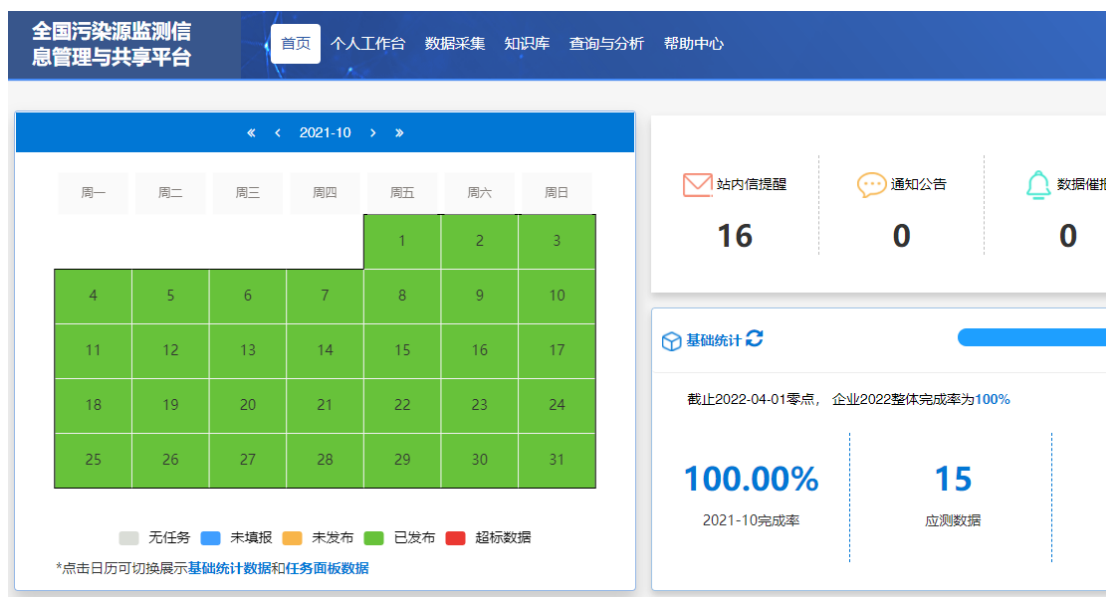 全国污染源监测信
息管理与共享平台
首页 个人工作台 数据采集 知识库 查询与分析 帮助中心
« ‹ 2021-10 › »
周一 周二 周三 周四 周五 周六 周日
1 2 3
4 5 6 7 8 9 10
11 12 13 14 15 16 17
18 19 20 21 22 23 24
25 26 27 28 29 30 31
无任务 未填报 未发布 已发布 超标数据
*点击日历可切换展示基础统计数据和任务面板数据
站内信提醒 通知公告 数据催报
16 0 0
基础统计
截止2022-04-01零点， 企业2022整体完成率为100%
100.00% 15
2021-10完成率 应测数据